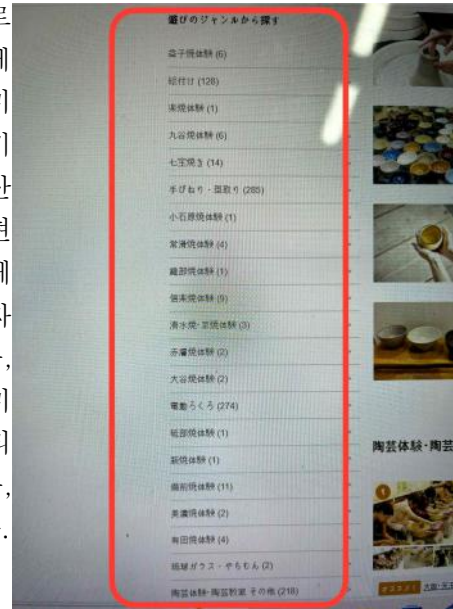 遊びのジャンルから探す
益子焼体験 (6)
絵付け (128)
楽焼体験 (1)
九谷焼体験 (6)
七宝焼き (14)
手びねり・型取り (285)
小石原焼体験 (1)
常滑焼体験 (4)
織部焼体験 (1)
信楽焼体験 (9)
清水焼・京焼体験 (3)
赤膚焼体験 (2)
大谷焼体験 (2)
電動ろくろ (274)
砥部焼体験 (1)
萩焼体験 (1)
備前焼体験 (11)
美濃焼体験 (2)
有田焼体験 (4)
琉球ガラス・やちむん (2)
陶芸体験・陶芸教室 その他 (218)
陶芸体験・陶芸
1
オススメ！